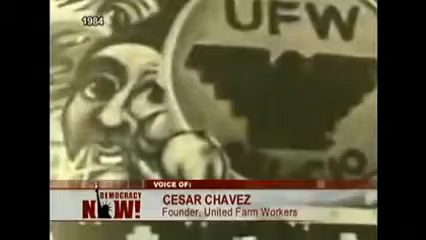 1984
UFW
VOICE OF:
DEMOCRACY
NOW!
CESAR CHAVEZ
Founder, United Farm Workers